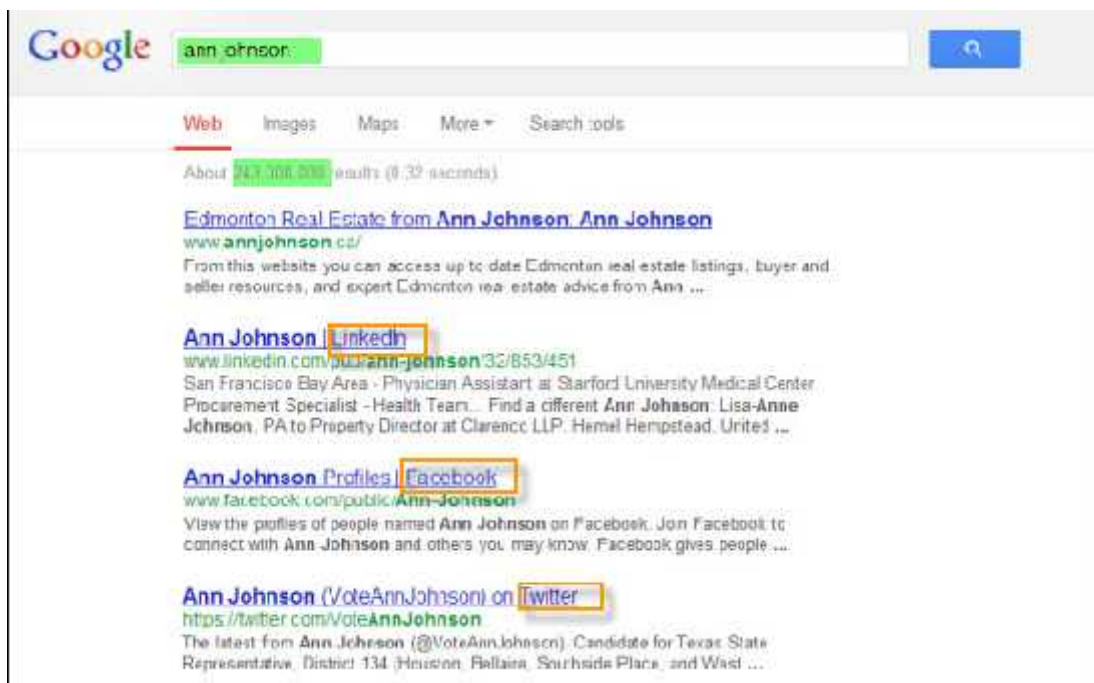 Google ann johnson
Web Images Maps More Search tools
About results (0.32 seconds)
Edmonton Real Estate from Ann Johnson: Ann Johnson
www.annjohnson.ca/
From this website you can access up to date Edmonton real estate listings, buyer and
seller resources, and expert Edmonton real estate advice from Ann ...
Ann Johnson | LinkedIn
www.linkedin.com/pub/ann-johnson/32/853/451
San Francisco Bay Area - Physician Assistant at Stanford University Medical Center
Procurement Specialist - Health Team... Find a different Ann Johnson: Lisa-Anne
Johnson, PA to Property Director at Clarence LLP, Hemel Hempstead, United ...
Ann Johnson Profiles | Facebook
www.facebook.com/public/Ann-Johnson
View the profiles of people named Ann Johnson on Facebook. Join Facebook to
connect with Ann Johnson and others you may know. Facebook gives people ...
Ann Johnson (VoteAnnJohnson) on Twitter
https://twitter.com/VoteAnnJohnson
The latest from Ann Johnson (@VoteAnnJohnson). Candidate for Texas State
Representative, District 134 (Houston, Bellaire, Southside Place, and West ...